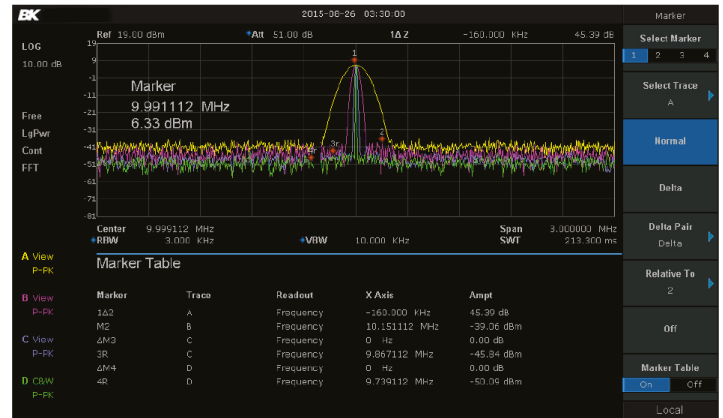 BK 2015-08-26 03:30:00 Marker
Ref 19.00 dBm *Att 51.00 dB 1Δ2 -160.000 KHz 45.39 dB
LOG
10.00 dB
Free
LgPwr
Cont
FFT
19
9
-1
-11
-21
-31
-41
-51
-61
-71
-81
Marker
9.991112 MHz
6.33 dBm
1
2
3r
4r
Center 9.999112 MHz Span 3.000000 MHz
*RBW 3.000 KHz *VBW 10.000 KHz SWT 213.300 ms
A View
P-PK
B View
P-PK
C View
P-PK
D C&W
P-PK
Marker Table
Marker Trace Readout X Axis Ampt
1Δ2 A Frequency -160.000 KHz 45.39 dB
M2 B Frequency 10.151112 MHz -39.06 dBm
ΔM3 C Frequency 0 Hz 0.00 dB
3R C Frequency 9.867112 MHz -45.84 dBm
ΔM4 D Frequency 0 Hz 0.00 dB
4R D Frequency 9.739112 MHz -50.09 dBm
Select Marker
1 2 3 4
Select Trace
A
Normal
Delta
Delta Pair
Delta
Relative To
2
Off
Marker Table
On Off
Local